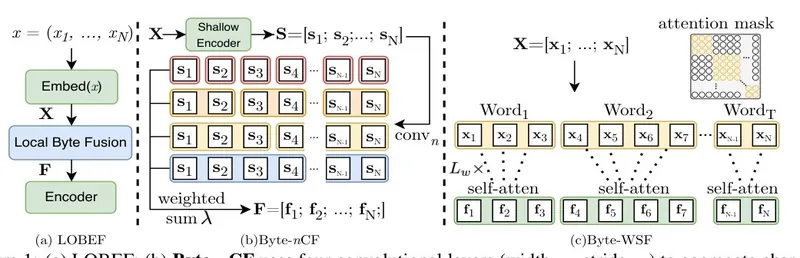 x = (x1, ..., xN)
Embed(x)
X
Local Byte Fusion
F
Encoder
(a) LOBEF
X
Shallow
Encoder
S=[s1; s2;...; sN]
s1 s2 s3 s4 ... sN-1 sN
s1 s2 s3 s4 ... sN-1 sN
s1 s2 s3 s4 ... sN-1 sN
s1 s2 s3 s4 ... sN-1 sN
convn
weighted
sum λ
F=[f1; f2; ...; fN;]
(b)Byte-nCF
attention mask
X=[x1; ...; xN]
Word1 Word2 WordT
x1 x2 x3 x4 x5 x6 x7 ... xN-1 xN
Lw×
self-atten self-atten self-atten
f1 f2 f3 f4 f5 f6 f7 fN-1 fN
(c)Byte-WSF